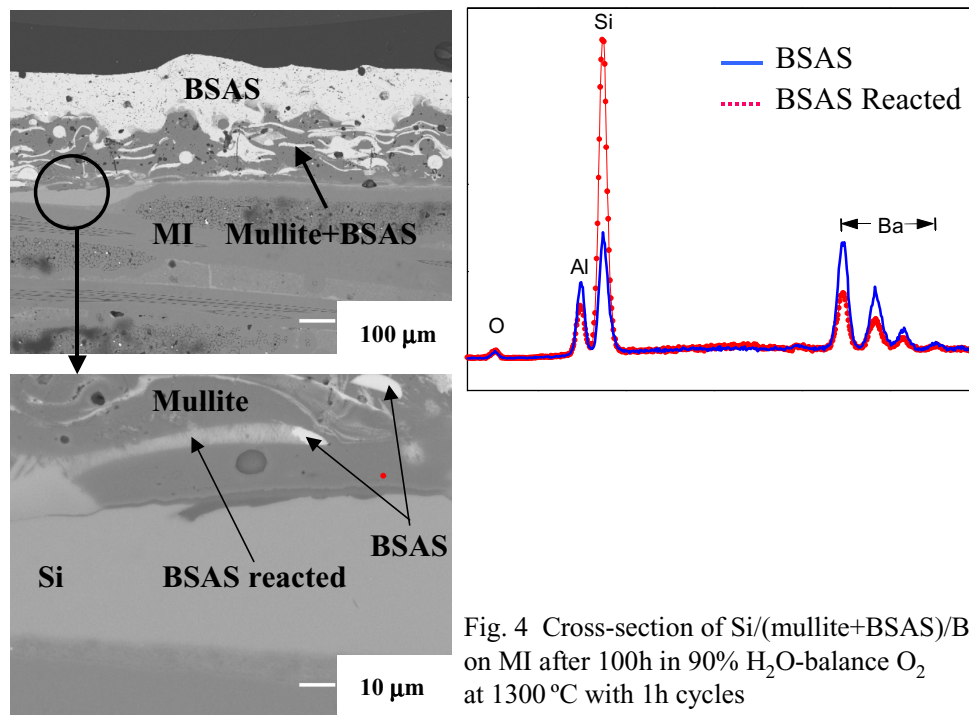 BSAS
MI
Mullite+BSAS
100 μm
Mullite
BSAS
Si
BSAS reacted
10 μm
Si
BSAS
BSAS Reacted
Ba
Al
O
Fig. 4 Cross-section of Si/(mullite+BSAS)/B
on MI after 100h in 90% H₂O-balance O₂
at 1300 ºC with 1h cycles